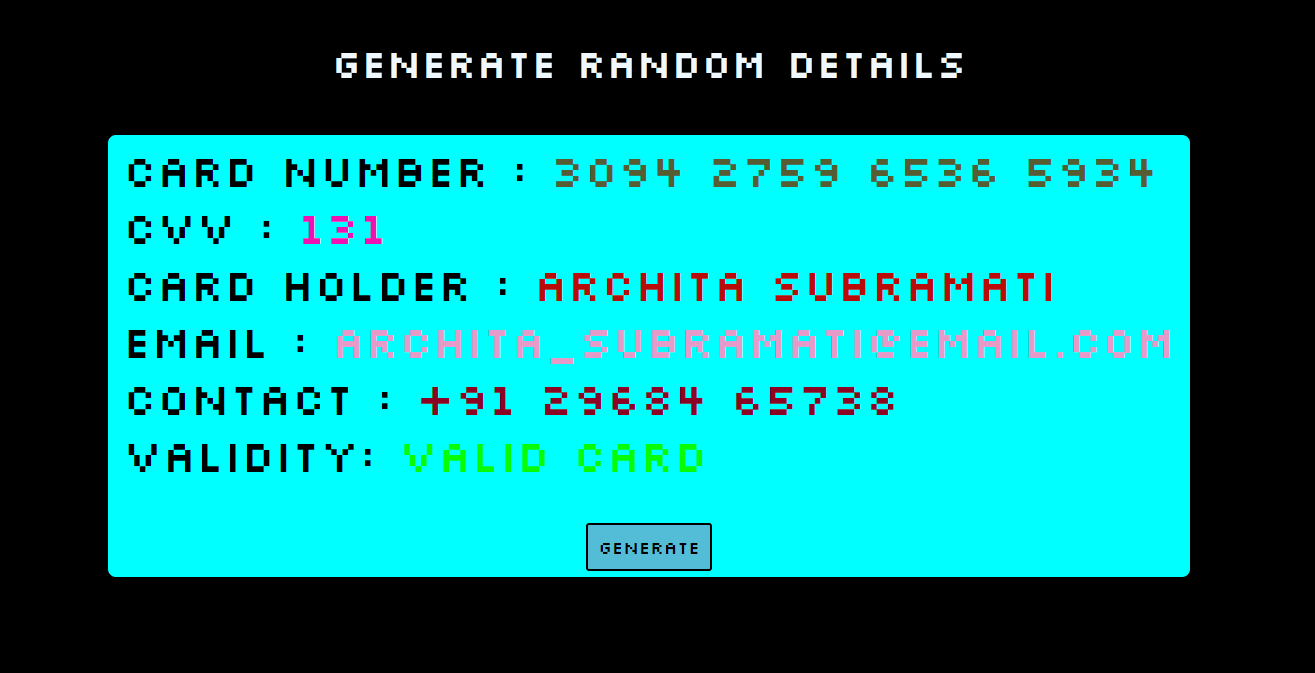 GENERATE RANDOM DETAILS
CARD NUMBER : 3094 2759 6536 5934
CVV : 131
CARD HOLDER : ARCHITA SUBRAMATI
EMAIL : ARCHITA_SUBRAMATI@EMAIL.COM
CONTACT : +91 29684 65738
VALIDITY: VALID CARD
GENERATE